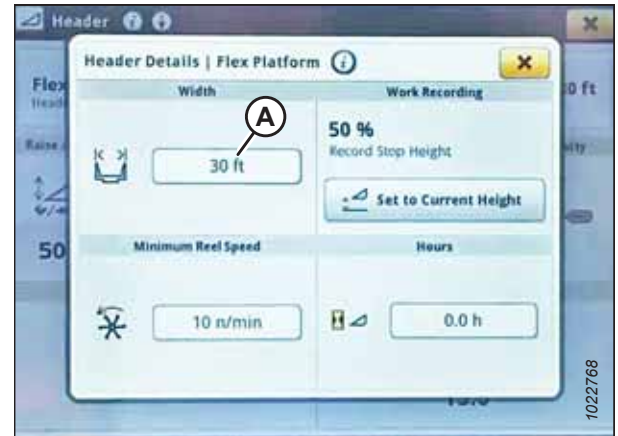 Header
Header Details | Flex Platform
Flex
0 ft
Width
Work Recording
A
50 %
Record Stop Height
30 ft
Set to Current Height
50
Minimum Reel Speed
Hours
10 n/min
0.0 h
1022768